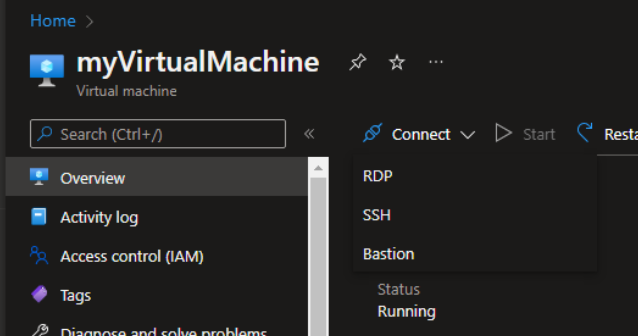 Home
myVirtualMachine
Virtual machine
Search (Ctrl+/)
Connect
Start
Resta
Overview
RDP
Activity log
SSH
Access control (IAM)
Bastion
Tags
Status
Running
Diagnose and solve problems